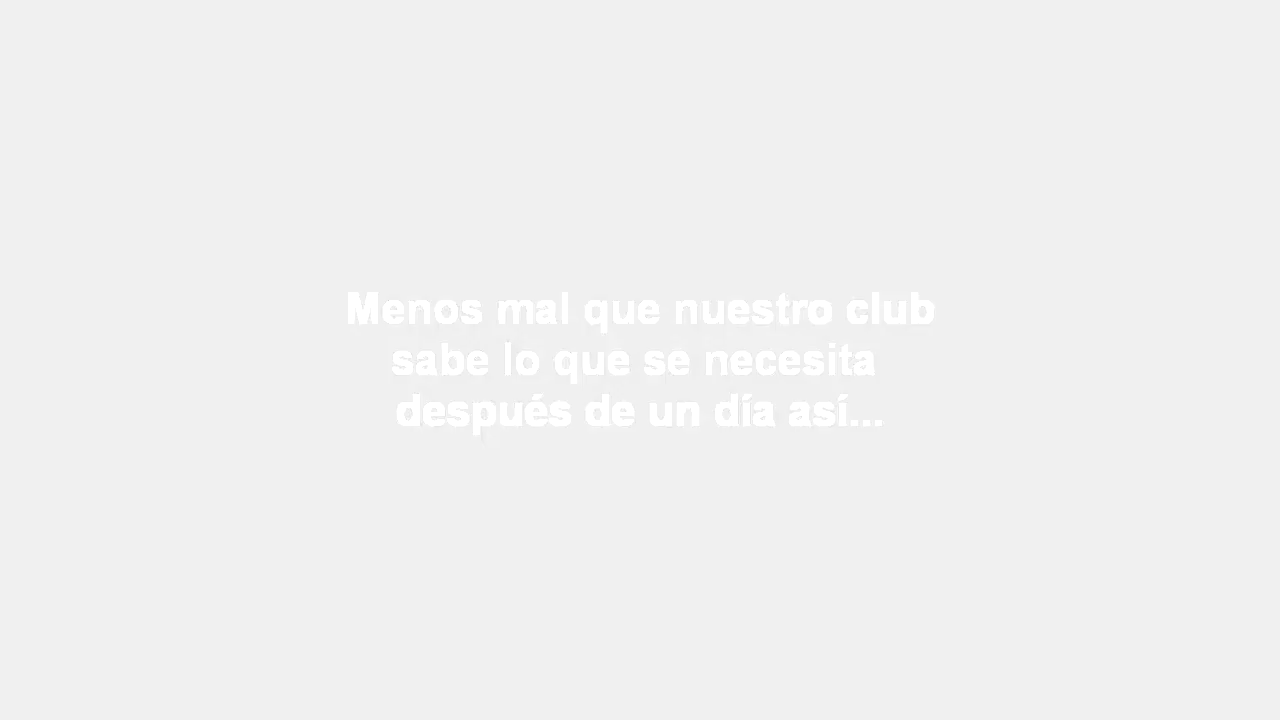 Menos mal que nuestro club
sabe lo que se necesita
después de un día así...